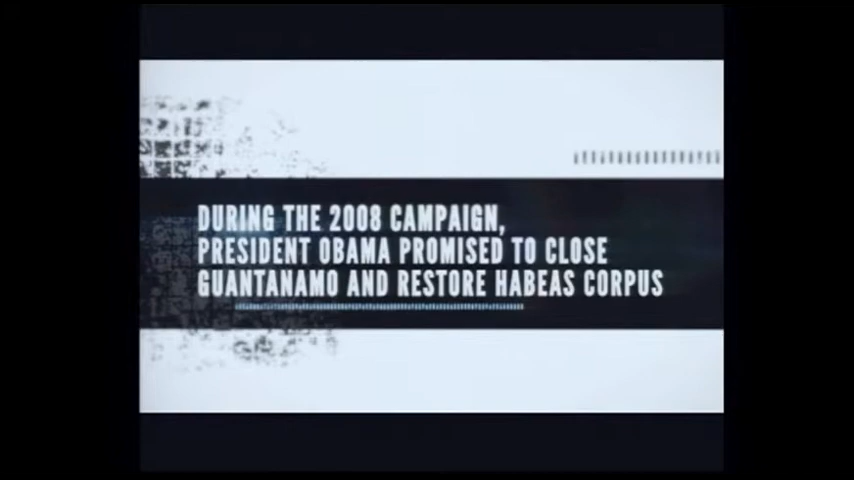 DURING THE 2008 CAMPAIGN,
PRESIDENT OBAMA PROMISED TO CLOSE
GUANTANAMO AND RESTORE HABEAS CORPUS